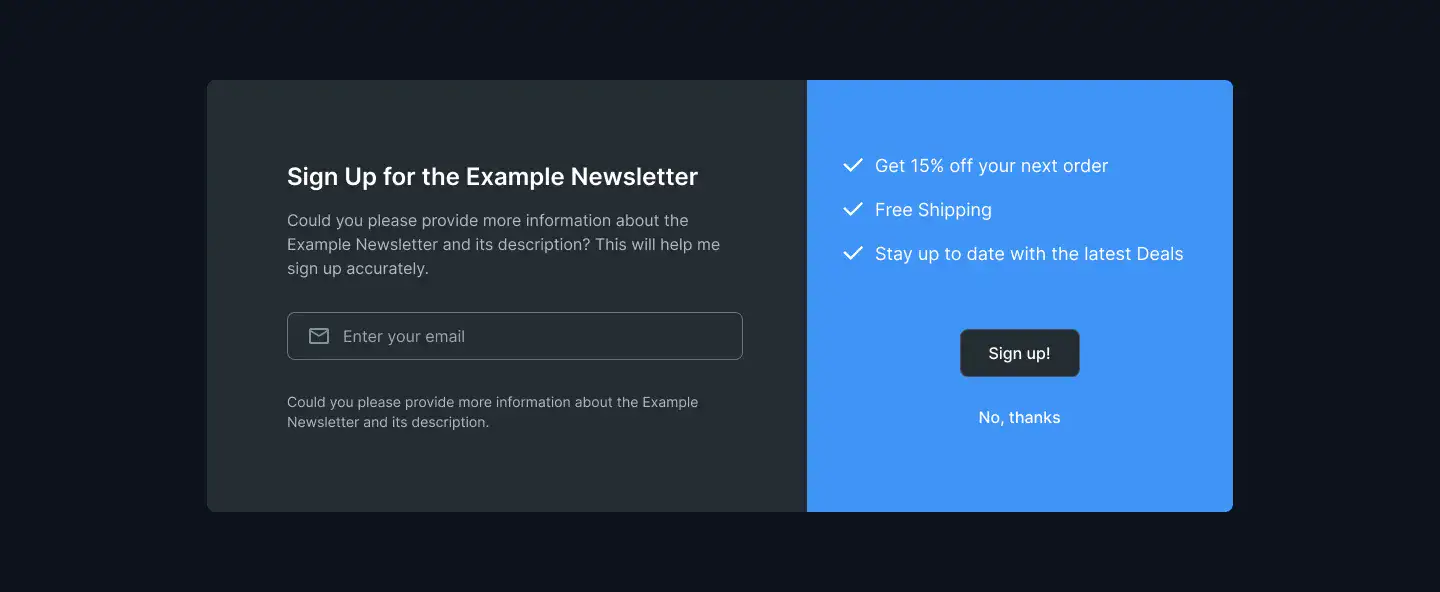 Sign Up for the Example Newsletter
Could you please provide more information about the
Example Newsletter and its description? This will help me
sign up accurately.
Enter your email
Could you please provide more information about the Example
Newsletter and its description.
Get 15% off your next order
Free Shipping
Stay up to date with the latest Deals
Sign up!
No, thanks